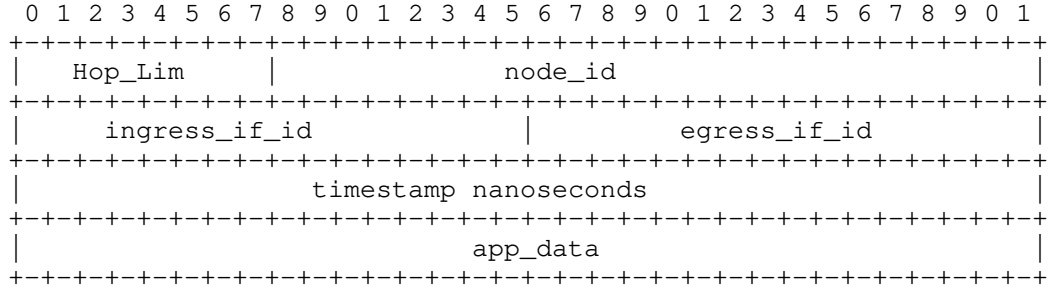 0 1 2 3 4 5 6 7 8 9 0 1 2 3 4 5 6 7 8 9 0 1 2 3 4 5 6 7 8 9 0 1
+-+-+-+-+-+-+-+-+-+-+-+-+-+-+-+-+-+-+-+-+-+-+-+-+-+-+-+-+-+-+-+-+
| Hop_Lim | node_id |
+-+-+-+-+-+-+-+-+-+-+-+-+-+-+-+-+-+-+-+-+-+-+-+-+-+-+-+-+-+-+-+-+
| ingress_if_id | egress_if_id |
+-+-+-+-+-+-+-+-+-+-+-+-+-+-+-+-+-+-+-+-+-+-+-+-+-+-+-+-+-+-+-+-+
| timestamp nanoseconds |
+-+-+-+-+-+-+-+-+-+-+-+-+-+-+-+-+-+-+-+-+-+-+-+-+-+-+-+-+-+-+-+-+
| app_data |
+-+-+-+-+-+-+-+-+-+-+-+-+-+-+-+-+-+-+-+-+-+-+-+-+-+-+-+-+-+-+-+-+